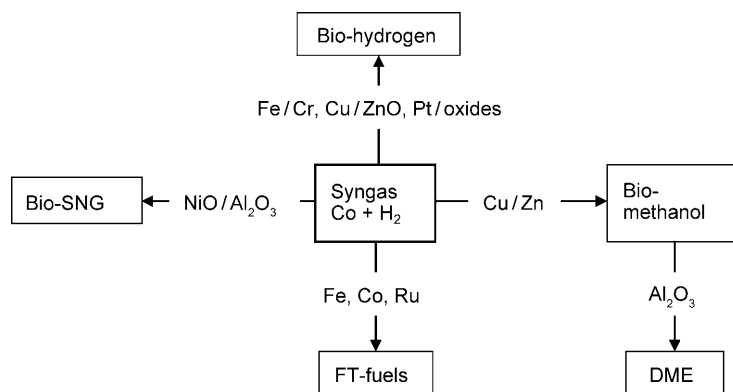 Bio-hydrogen
Fe/Cr, Cu/ZnO, Pt/oxides
Bio-SNG
NiO/Al₂O₃
Syngas
Co + H₂
Cu/Zn
Bio-
methanol
Fe, Co, Ru
Al₂O₃
FT-fuels
DME